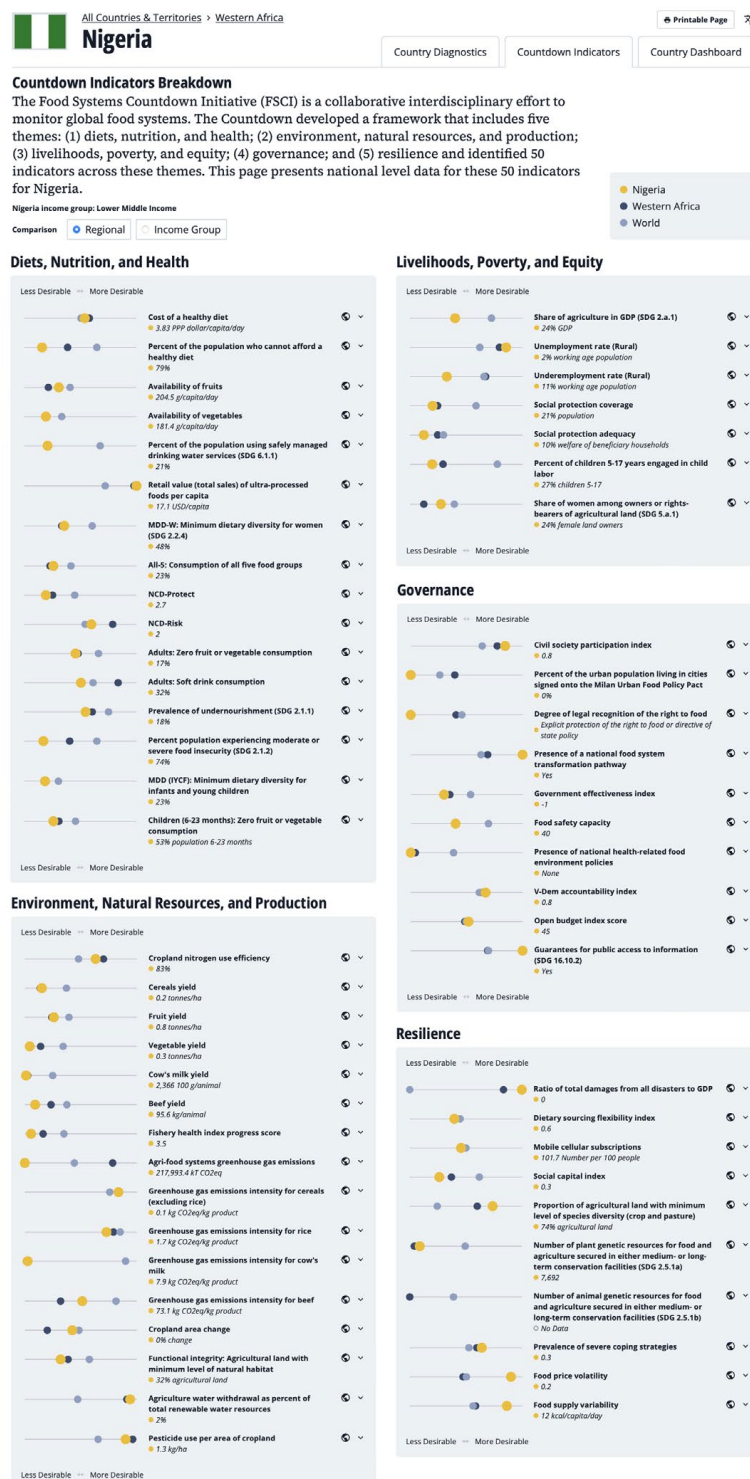 All Countries & Territories › Western Africa
Nigeria
Printable Page
Country Diagnostics
Countdown Indicators
Country Dashboard
Countdown Indicators Breakdown
The Food Systems Countdown Initiative (FSCI) is a collaborative interdisciplinary effort to
monitor global food systems. The Countdown developed a framework that includes five
themes: (1) diets, nutrition, and health; (2) environment, natural resources, and production;
(3) livelihoods, poverty, and equity; (4) governance; and (5) resilience and identified 50
indicators across these themes. This page presents national level data for these 50 indicators
for Nigeria.
Nigeria income group: Lower Middle Income
Comparison
Regional
Income Group
Nigeria
Western Africa
World
Diets, Nutrition, and Health
Less Desirable ↔ More Desirable
Cost of a healthy diet
3.83 PPP dollar/capita/day
Percent of the population who cannot afford a
healthy diet
79%
Availability of fruits
204.5 g/capita/day
Availability of vegetables
181.4 g/capita/day
Percent of the population using safely managed
drinking water services (SDG 6.1.1)
21%
Retail value (total sales) of ultra-processed
foods per capita
17.1 USD/capita
MDD-W: Minimum dietary diversity for women
(SDG 2.2.4)
48%
All-5: Consumption of all five food groups
23%
NCD-Protect
2.7
NCD-Risk
2
Adults: Zero fruit or vegetable consumption
17%
Adults: Soft drink consumption
32%
Prevalence of undernourishment (SDG 2.1.1)
18%
Percent population experiencing moderate or
severe food insecurity (SDG 2.1.2)
74%
MDD (IYCF): Minimum dietary diversity for
infants and young children
23%
Children (6-23 months): Zero fruit or vegetable
consumption
53% population 6-23 months
Less Desirable ↔ More Desirable
Environment, Natural Resources, and Production
Less Desirable ↔ More Desirable
Cropland nitrogen use efficiency
83%
Cereals yield
0.2 tonnes/ha
Fruit yield
0.8 tonnes/ha
Vegetable yield
0.3 tonnes/ha
Cow's milk yield
2,366 100 g/animal
Beef yield
95.6 kg/animal
Fishery health index progress score
3.5
Agri-food systems greenhouse gas emissions
217,993.4 kT CO2eq
Greenhouse gas emissions intensity for cereals
(excluding rice)
0.1 kg CO2eq/kg product
Greenhouse gas emissions intensity for rice
1.7 kg CO2eq/kg product
Greenhouse gas emissions intensity for cow's
milk
7.9 kg CO2eq/kg product
Greenhouse gas emissions intensity for beef
73.1 kg CO2eq/kg product
Cropland area change
0% change
Functional integrity: Agricultural land with
minimum level of natural habitat
32% agricultural land
Agriculture water withdrawal as percent of
total renewable water resources
2%
Pesticide use per area of cropland
1.3 kg/ha
Less Desirable ↔ More Desirable
Livelihoods, Poverty, and Equity
Less Desirable ↔ More Desirable
Share of agriculture in GDP (SDG 2.a.1)
24% GDP
Unemployment rate (Rural)
2% working age population
Underemployment rate (Rural)
11% working age population
Social protection coverage
21% population
Social protection adequacy
10% welfare of beneficiary households
Percent of children 5-17 years engaged in child
labor
27% children 5-17
Share of women among owners or rights-
bearers of agricultural land (SDG 5.a.1)
24% female land owners
Less Desirable ↔ More Desirable
Governance
Less Desirable ↔ More Desirable
Civil society participation index
0.8
Percent of the urban population living in cities
signed onto the Milan Urban Food Policy Pact
0%
Degree of legal recognition of the right to food
Explicit protection of the right to food or directive of
state policy
Presence of a national food system
transformation pathway
Yes
Government effectiveness index
-1
Food safety capacity
40
Presence of national health-related food
environment policies
None
V-Dem accountability index
0.8
Open budget index score
45
Guarantees for public access to information
(SDG 16.10.2)
Yes
Less Desirable ↔ More Desirable
Resilience
Less Desirable ↔ More Desirable
Ratio of total damages from all disasters to GDP
0
Dietary sourcing flexibility index
0.6
Mobile cellular subscriptions
101.7 Number per 100 people
Social capital index
0.3
Proportion of agricultural land with minimum
level of species diversity (crop and pasture)
74% agricultural land
Number of plant genetic resources for food and
agriculture secured in either medium- or long-
term conservation facilities (SDG 2.5.1a)
7,692
Number of animal genetic resources for food
and agriculture secured in either medium- or
long-term conservation facilities (SDG 2.5.1b)
No Data
Prevalence of severe coping strategies
0.3
Food price volatility
0.2
Food supply variability
12 kcal/capita/day
Less Desirable ↔ More Desirable